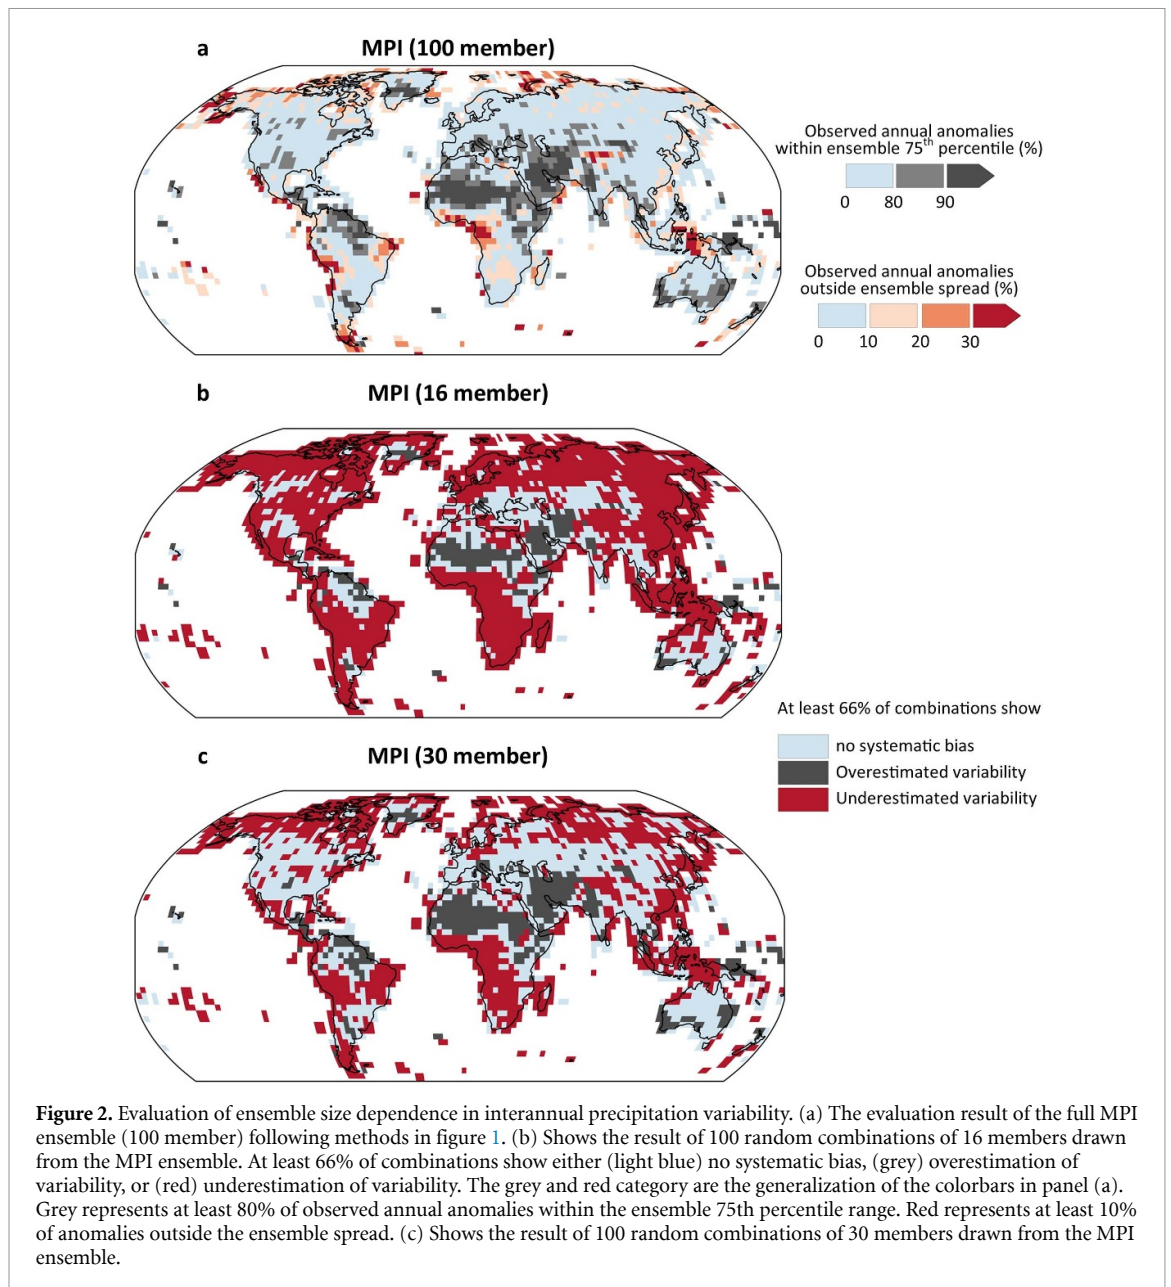 a
MPI (100 member)
Observed annual anomalies
within ensemble 75th percentile (%)
0 80 90
Observed annual anomalies
outside ensemble spread (%)
0 10 20 30
b
MPI (16 member)
At least 66% of combinations show
no systematic bias
Overestimated variability
Underestimated variability
c
MPI (30 member)
Figure 2. Evaluation of ensemble size dependence in interannual precipitation variability. (a) The evaluation result of the full MPI
ensemble (100 member) following methods in figure 1. (b) Shows the result of 100 random combinations of 16 members drawn
from the MPI ensemble. At least 66% of combinations show either (light blue) no systematic bias, (grey) overestimation of
variability, or (red) underestimation of variability. The grey and red category are the generalization of the colorbars in panel (a).
Grey represents at least 80% of observed annual anomalies within the ensemble 75th percentile range. Red represents at least 10%
of anomalies outside the ensemble spread. (c) Shows the result of 100 random combinations of 30 members drawn from the MPI
ensemble.